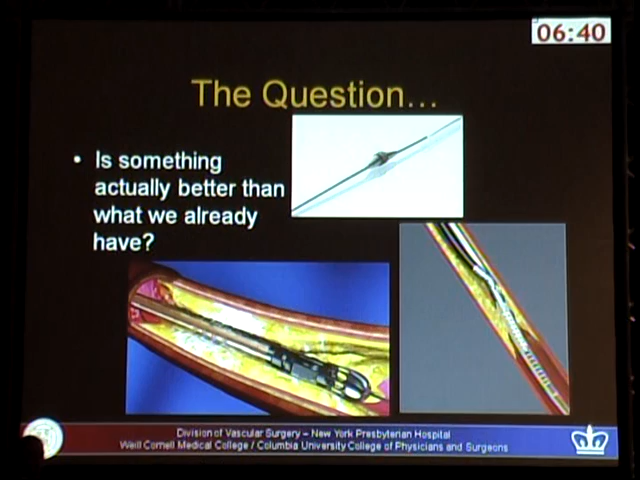 06:40
The Question...
• Is something
actually better than
what we already
have?
Division of Vascular Surgery – New York Presbyterian Hospital
Weill Cornell Medical College / Columbia University College of Physicians and Surgeons